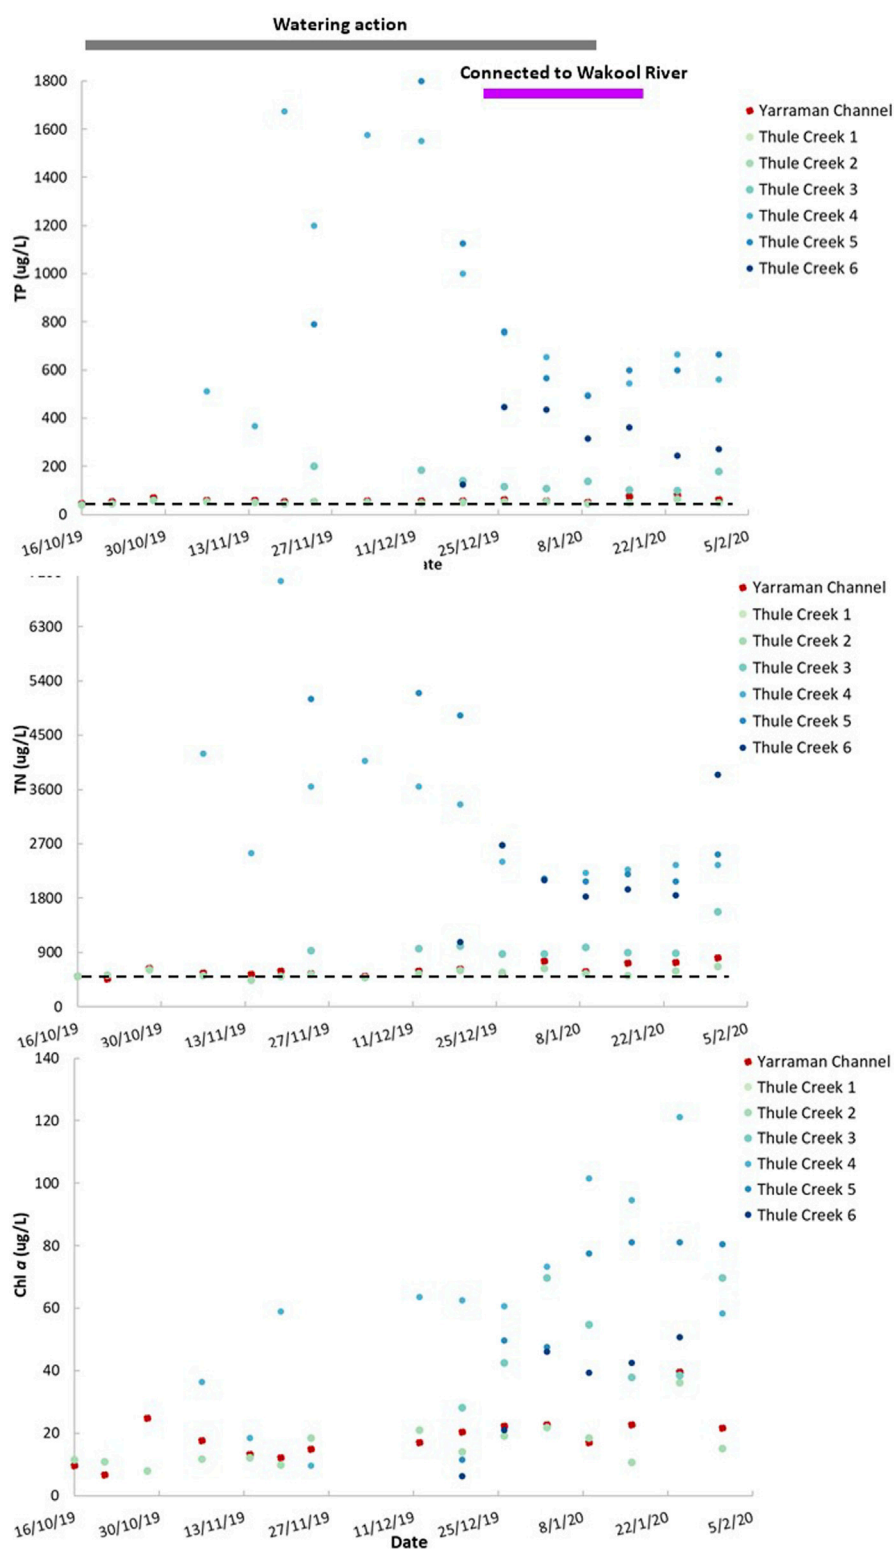 Watering action
Connected to Wakool River
1800
1600
1400
1200
1000
800
600
400
200
0
TP (ug/L)
16/10/19 30/10/19 13/11/19 27/11/19 11/12/19 25/12/19 8/1/20 22/1/20 5/2/20
ate
Yarraman Channel
Thule Creek 1
Thule Creek 2
Thule Creek 3
Thule Creek 4
Thule Creek 5
Thule Creek 6
6300
5400
4500
3600
2700
1800
900
0
TN (ug/L)
16/10/19 30/10/19 13/11/19 27/11/19 11/12/19 25/12/19 8/1/20 22/1/20 5/2/20
Yarraman Channel
Thule Creek 1
Thule Creek 2
Thule Creek 3
Thule Creek 4
Thule Creek 5
Thule Creek 6
140
120
100
80
60
40
20
0
Chl a (ug/L)
16/10/19 30/10/19 13/11/19 27/11/19 11/12/19 25/12/19 8/1/20 22/1/20 5/2/20
Date
Yarraman Channel
Thule Creek 1
Thule Creek 2
Thule Creek 3
Thule Creek 4
Thule Creek 5
Thule Creek 6